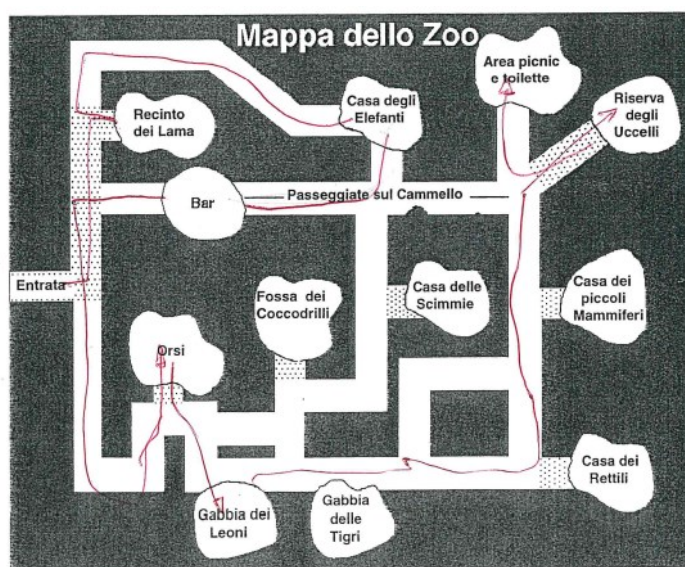 Mappa dello Zoo
Area picnic
e toilette
Casa degli
Elefanti
Riserva
degli
Uccelli
Recinto
dei Lama
Passeggiate sul Cammello
Bar
Entrata
Fossa dei
Coccodrilli
Casa delle
Scimmie
Casa dei
piccoli
Mammiferi
Orsi
Casa dei
Rettili
Gabbia dei
Leoni
Gabbia
delle
Tigri